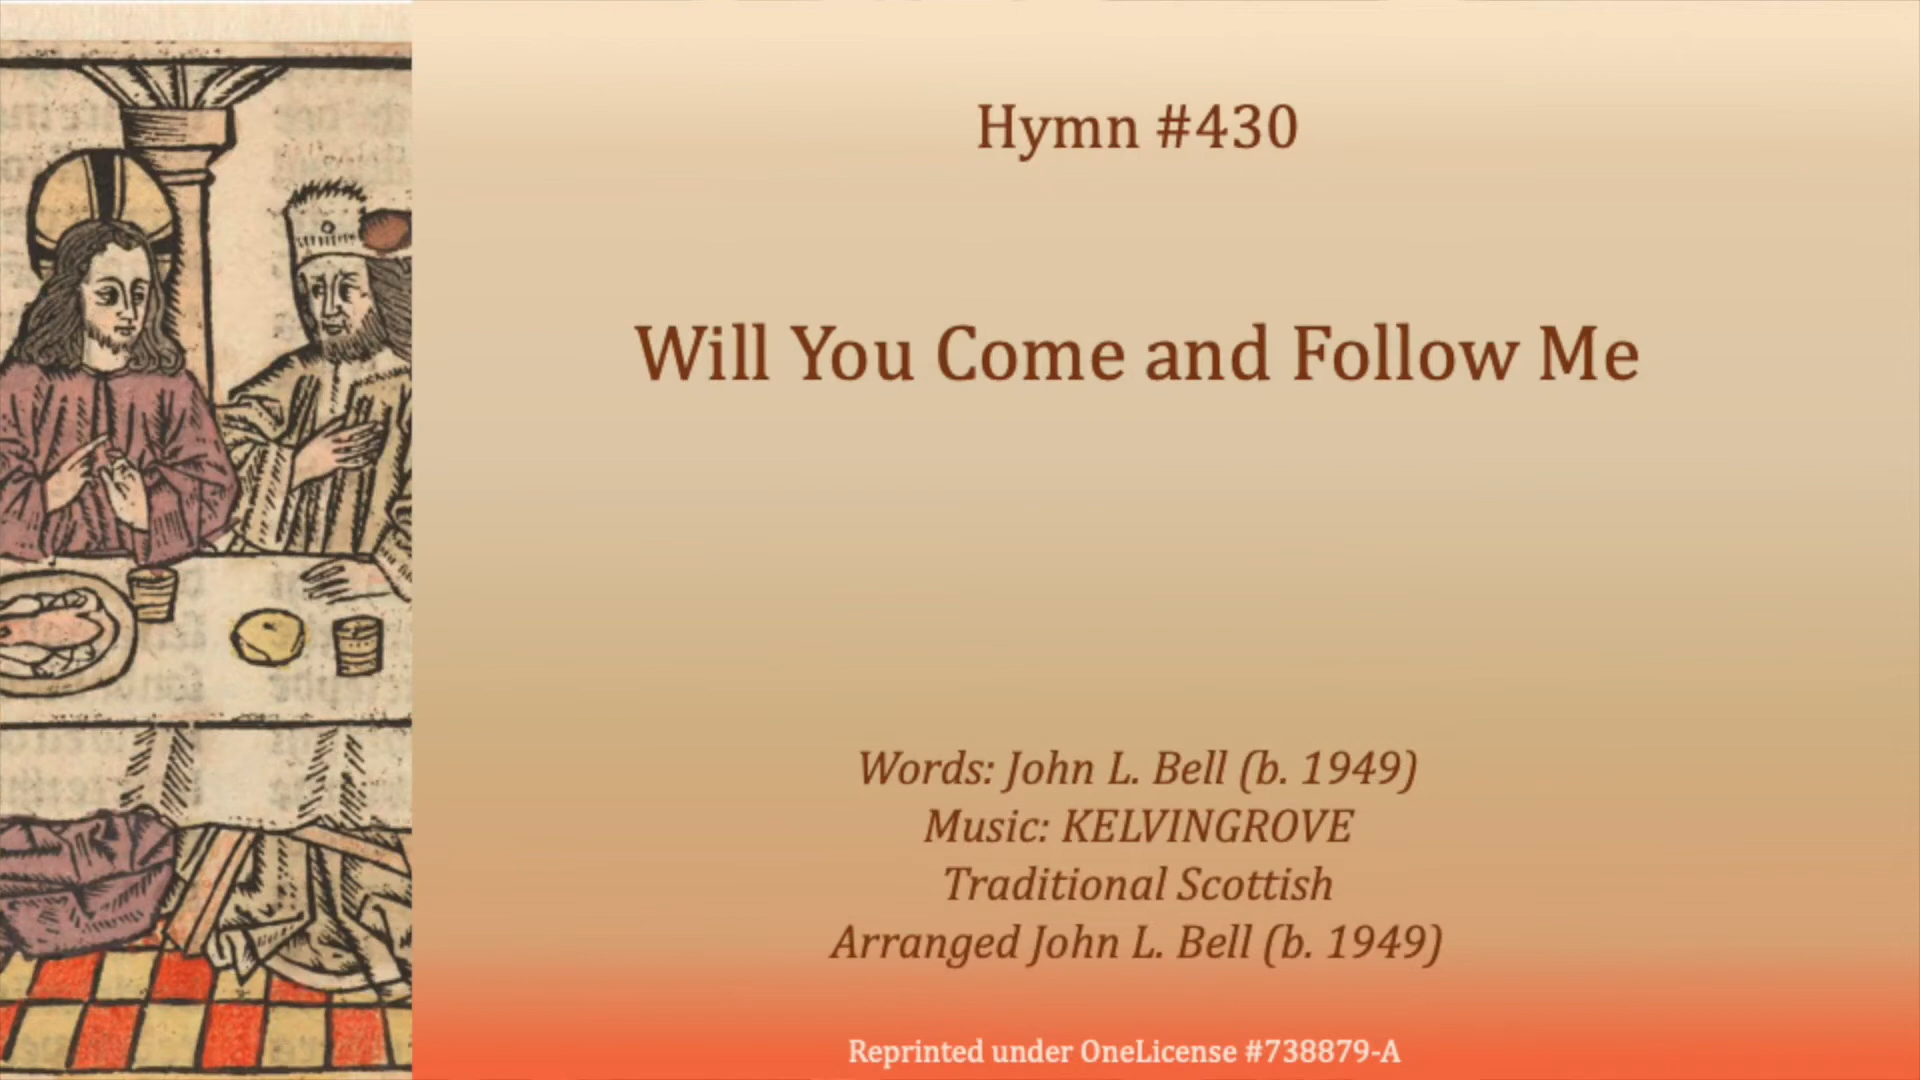 Hymn #430
Will You Come and Follow Me
Words: John L. Bell (b. 1949)
Music: KELVINGROVE
Traditional Scottish
Arranged John L. Bell (b. 1949)
Reprinted under OneLicense #738879-A